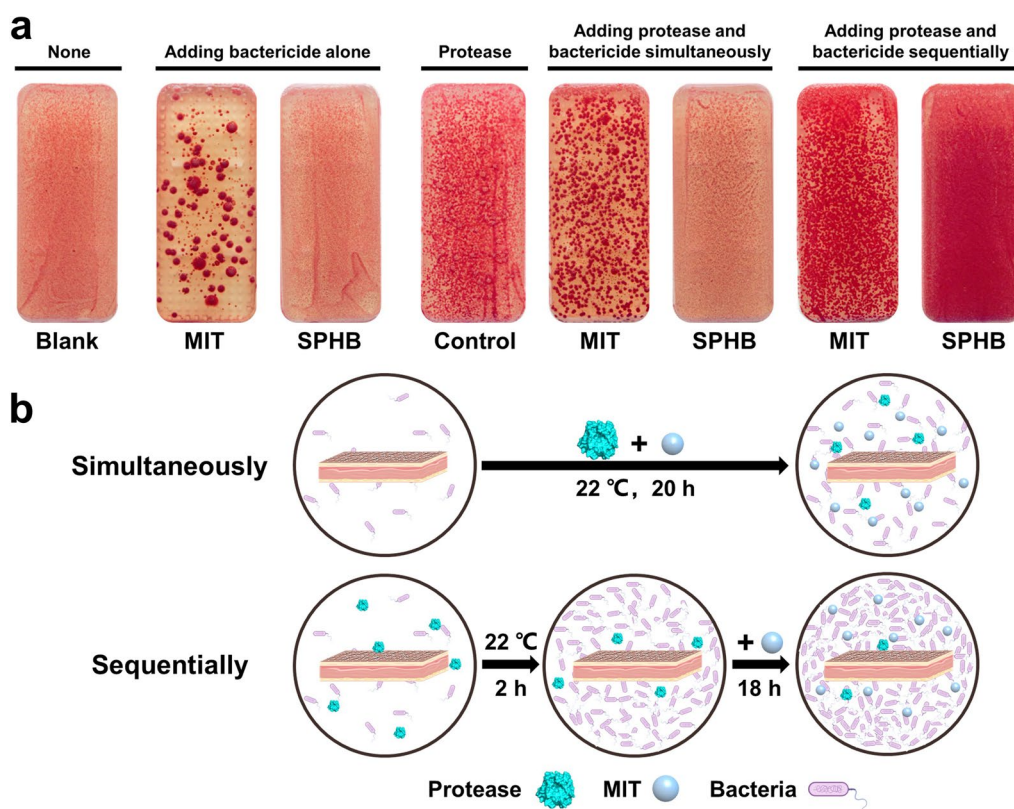 a
None
Adding bactericide alone
Protease
Adding protease and
bactericide simultaneously
Adding protease and
bactericide sequentially
Blank
MIT
SPHB
Control
MIT
SPHB
MIT
SPHB
b
Simultaneously
+
22 ℃, 20 h
Sequentially
22 ℃
2 h
+
18 h
Protease
MIT
Bacteria